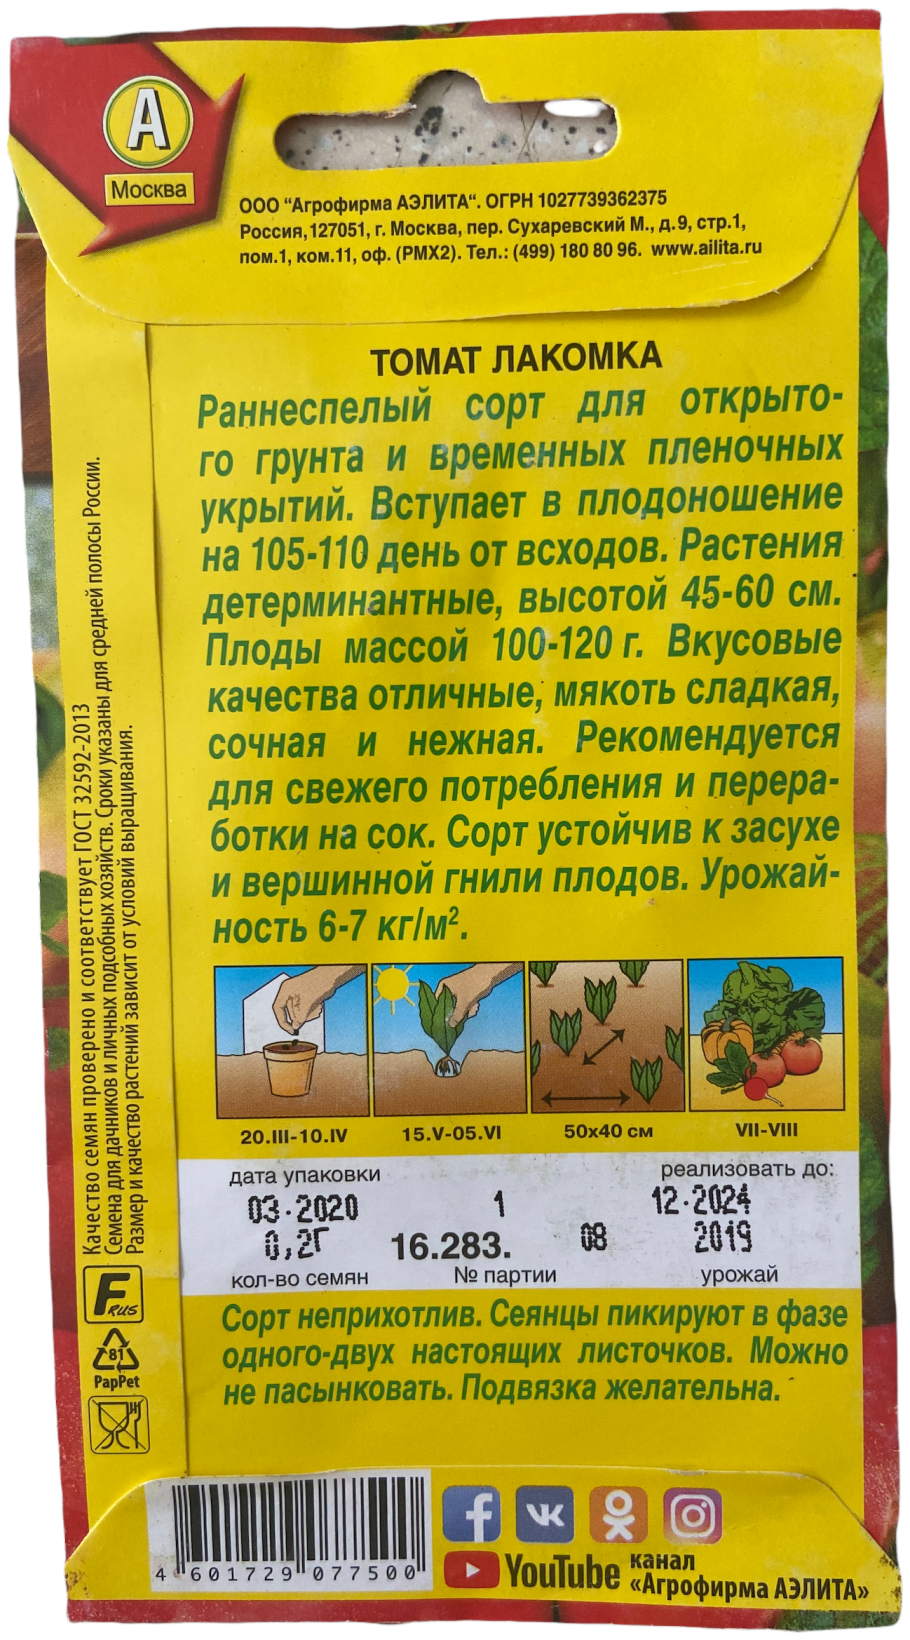 А
Москва
ООО “Агрофирма АЭЛИТА“. ОГРН 1027739362375
Россия,127051, г. Москва, пер. Сухаревский М., д.9, стр.1,
пом.1, ком.11, оф. (РМХ2). Тел.: (499) 180 80 96. www.ailita.ru
ТОМАТ ЛАКОМКА
Раннеспелый сорт для открыто-
го грунта и временных пленочных
укрытий. Вступает в плодоношение
на 105-110 день от всходов. Растения
детерминантные, высотой 45-60 см.
Плоды массой 100-120 г. Вкусовые
качества отличные, мякоть сладкая,
сочная и нежная. Рекомендуется
для свежего потребления и перера-
ботки на сок. Сорт устойчив к засухе
и вершинной гнили плодов. Урожай-
ность 6-7 кг/м².
20.III-10.IV 15.V-05.VI 50х40 см VII-VIII
дата упаковки реализовать до:
03.2020 1 12.2024
0,2Г 16.283. 08 2019
кол-во семян № партии урожай
Сорт неприхотлив. Сеянцы пикируют в фазе
одного-двух настоящих листочков. Можно
не пасынковать. Подвязка желательна.
Качество семян проверено и соответствует ГОСТ 32592-2013
Семена для дачников и личных подсобных хозяйств. Сроки указаны для средней полосы России.
Размер и качество растений зависит от условий выращивания.
F RUS
81
PapPet
4 601729 077500
YouTube канал
«Агрофирма АЭЛИТА»